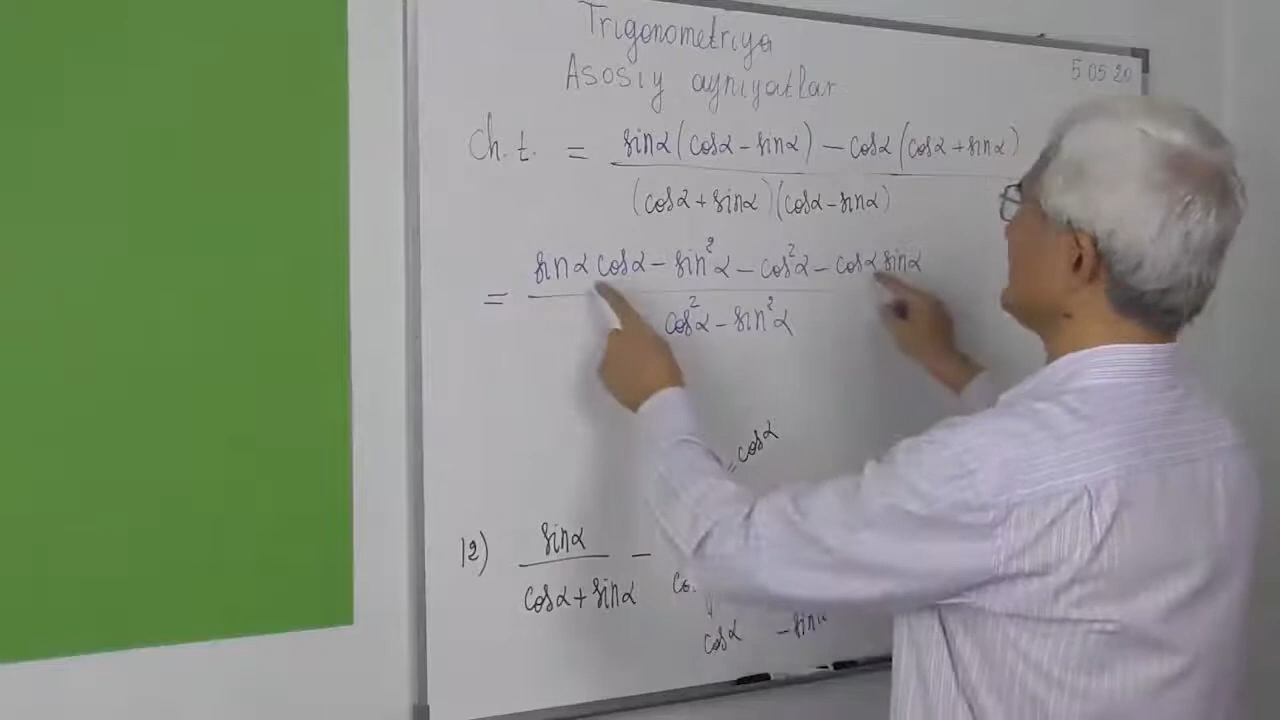 Trigonometriya
Asosiy ayniyatlar
5 05 20
Ch. t. = (sinα(cosα − sinα) − cosα(cosα + sinα)) / ((cosα + sinα)(cosα − sinα))
= (sinα cosα − sin²α − cos²α − cosα sinα) / (cos²α − sin²α)
= cosα
12) sinα / (cosα + sinα) −
cosα − sinα